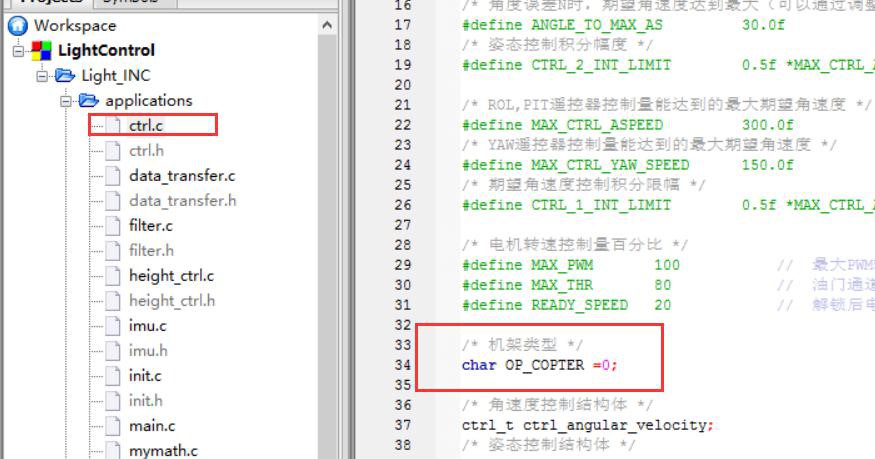 Projects Symbols
Workspace
LightControl
Light_INC
applications
ctrl.c
ctrl.h
data_transfer.c
data_transfer.h
filter.c
filter.h
height_ctrl.c
height_ctrl.h
imu.c
imu.h
init.c
init.h
main.c
mymath.c
16 /* 角度误差N时，期望角速度达到最大（可以通过调整
17 #define ANGLE_TO_MAX_AS 30.0f
18 /* 姿态控制积分幅度 */
19 #define CTRL_2_INT_LIMIT 0.5f *MAX_CTRL_A
20
21 /* ROL,PIT遥控器控制量能达到的最大期望角速度 */
22 #define MAX_CTRL_ASPEED 300.0f
23 /* YAW遥控器控制量能达到的最大期望角速度 */
24 #define MAX_CTRL_YAW_SPEED 150.0f
25 /* 期望角速度控制积分限幅 */
26 #define CTRL_1_INT_LIMIT 0.5f *MAX_CTRL_A
27
28 /* 电机转速控制量百分比 */
29 #define MAX_PWM 100 // 最大PWM
30 #define MAX_THR 80 // 油门通道
31 #define READY_SPEED 20 // 解锁后电
32
33 /* 机架类型 */
34 char OP_COPTER =0;
35
36 /* 角速度控制结构体 */
37 ctrl_t ctrl_angular_velocity;
38 /* 姿态控制结构体 */